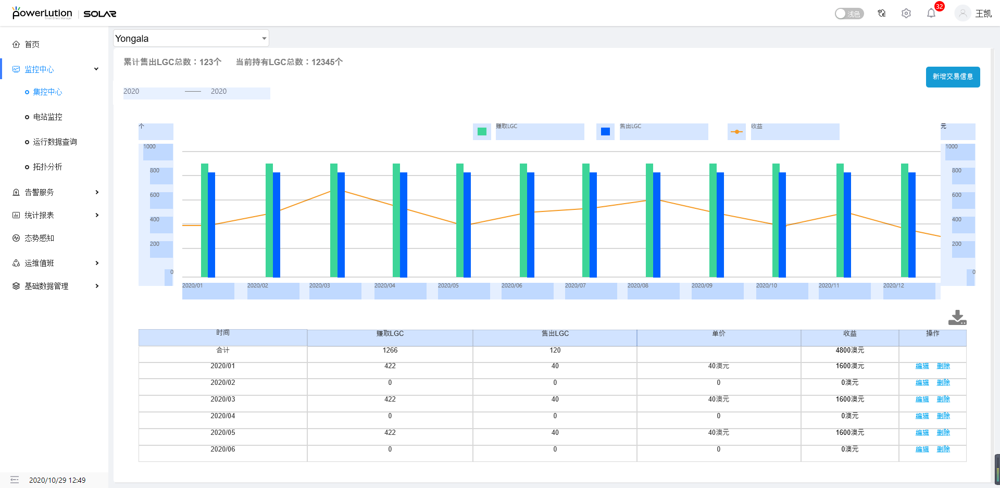 powerLution | SOLAR
浅色
32
王凯
首页
监控中心
集控中心
电站监控
运行数据查询
拓扑分析
告警服务
统计报表
态势感知
运维值班
基础数据管理
2020/10/29 12:49
Yongala
累计售出LGC总数：123个 当前持有LGC总数：12345个
新增交易信息
2020 —— 2020
个 赚取LGC 售出LGC 收益 元
1000 1000
800 800
600 600
400 400
200 200
0 0
2020/01 2020/02 2020/03 2020/04 2020/05 2020/06 2020/07 2020/08 2020/09 2020/10 2020/11 2020/12
时间 赚取LGC 售出LGC 单价 收益 操作
合计 1266 120 4800澳元
2020/01 422 40 40澳元 1600澳元 编辑 删除
2020/02 0 0 0 0澳元 编辑 删除
2020/03 422 40 40澳元 1600澳元 编辑 删除
2020/04 0 0 0 0澳元 编辑 删除
2020/05 422 40 40澳元 1600澳元 编辑 删除
2020/06 0 0 0 0澳元 编辑 删除